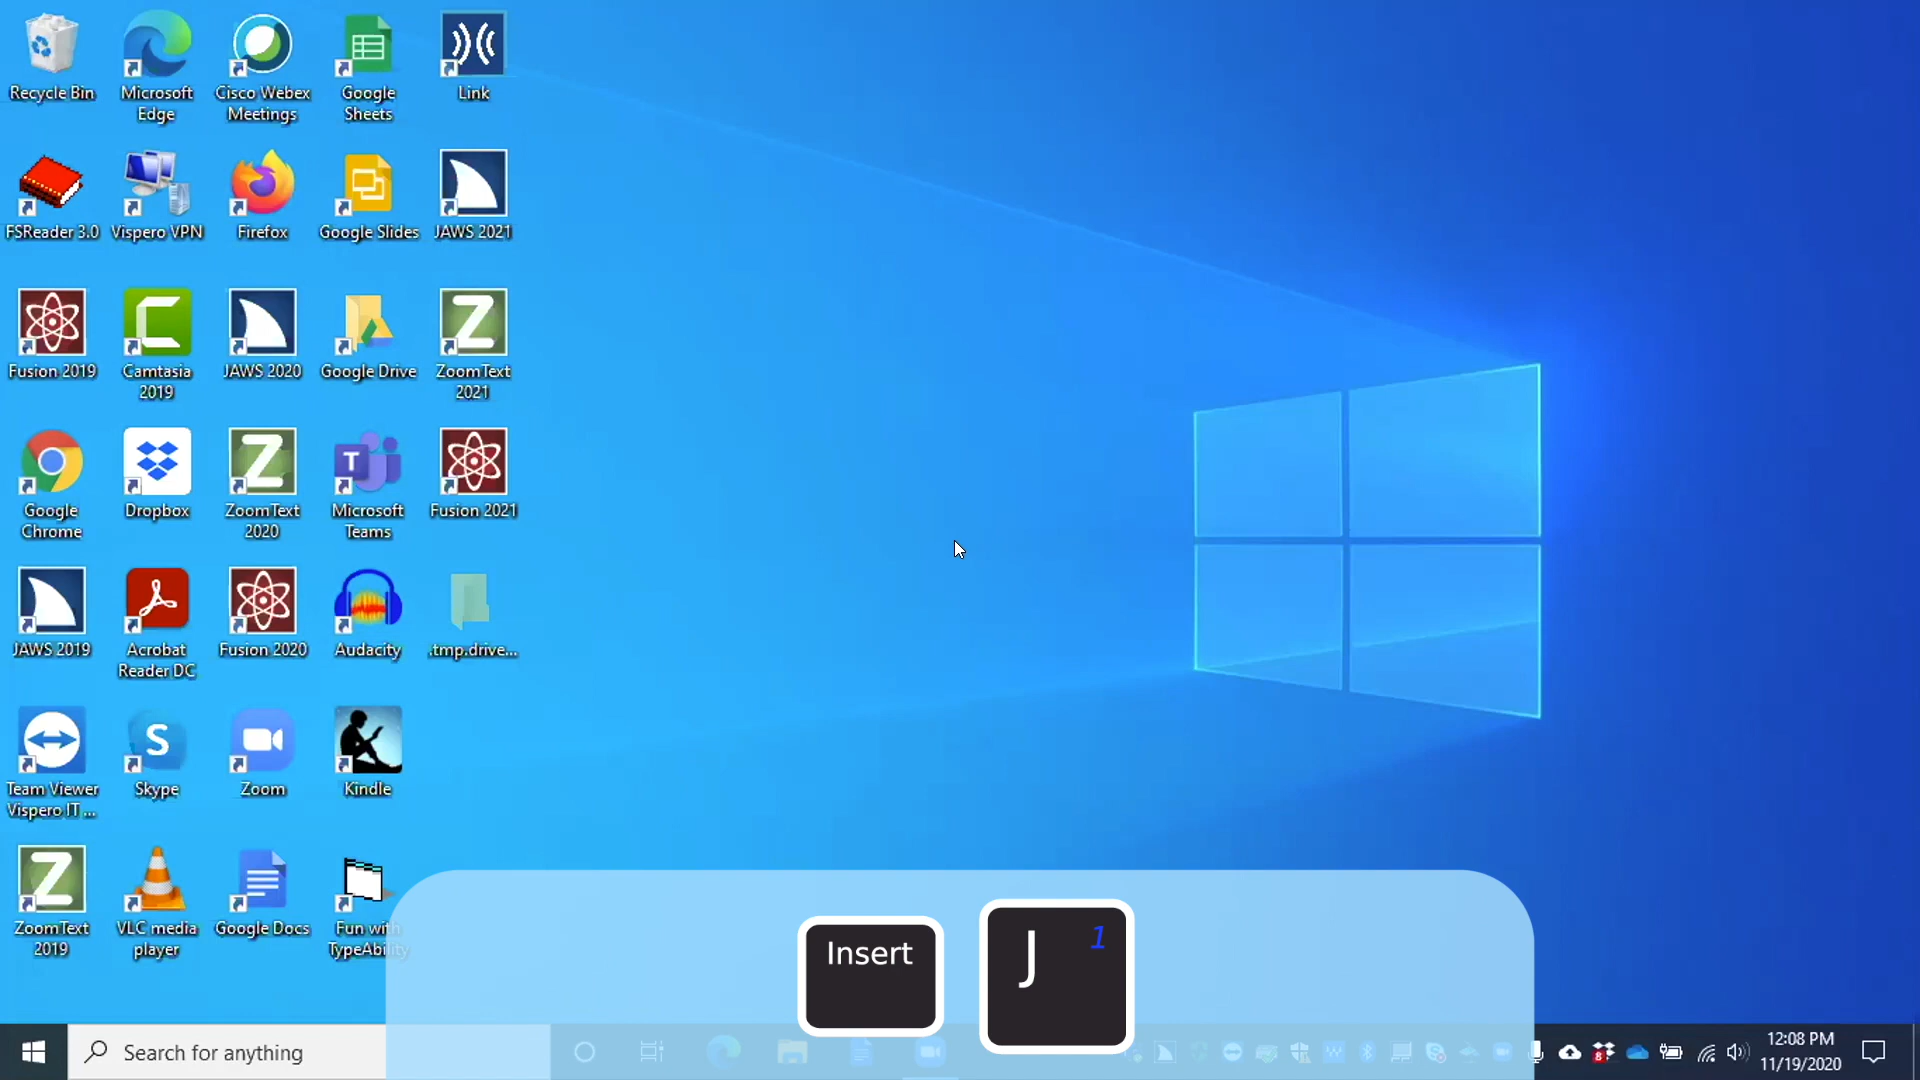 Recycle Bin
Microsoft
Edge
Cisco Webex
Meetings
Google
Sheets
Link
FSReader 3.0
Vispero VPN
Firefox
Google Slides
JAWS 2021
Fusion 2019
Camtasia
2019
JAWS 2020
Google Drive
ZoomText
2021
Google
Chrome
Dropbox
ZoomText
2020
Microsoft
Teams
Fusion 2021
JAWS 2019
Acrobat
Reader DC
Fusion 2020
Audacity
.tmp.drive...
Team Viewer
Vispero IT ...
Skype
Zoom
Kindle
ZoomText
2019
VLC media
player
Google Docs
Fun with
TypeAbility
Insert
J 1
Search for anything
12:08 PM
11/19/2020